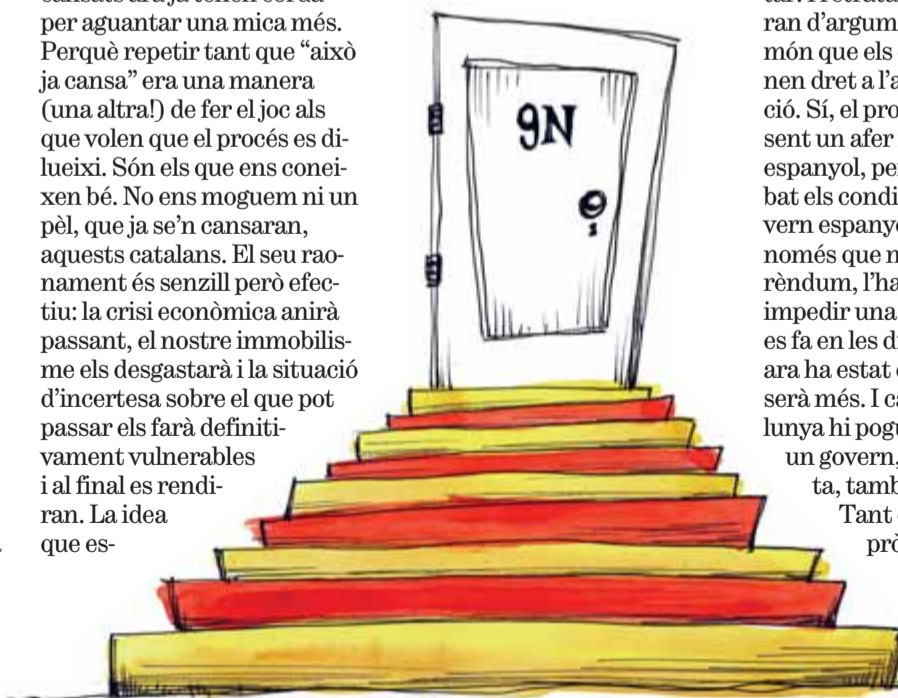 per aguantar una mica més.
Perquè repetir tant que “això
ja cansa” era una manera
(una altra!) de fer el joc als
que volen que el procés es di-
lueixi. Són els que ens conei-
xen bé. No ens moguem ni un
pèl, que ja se’n cansaran,
aquests catalans. El seu rao-
nament és senzill però efec-
tiu: la crisi econòmica anirà
passant, el nostre immobilis-
me els desgastarà i la situació
d’incertesa sobre el que pot
passar els farà definiti-
vament vulnerables
i al final es rendi-
ran. La idea
que es-
9N
ran d’argum
món que els
nen dret a l’a
ció. Sí, el pro
sent un afer
espanyol, pe
bat els condi
vern espanyo
només que n
rèndum, l’ha
impedir una
es fa en les di
ara ha estat
serà més. I ca
lunya hi pogu
un govern,
ta, tamb
Tant
prò